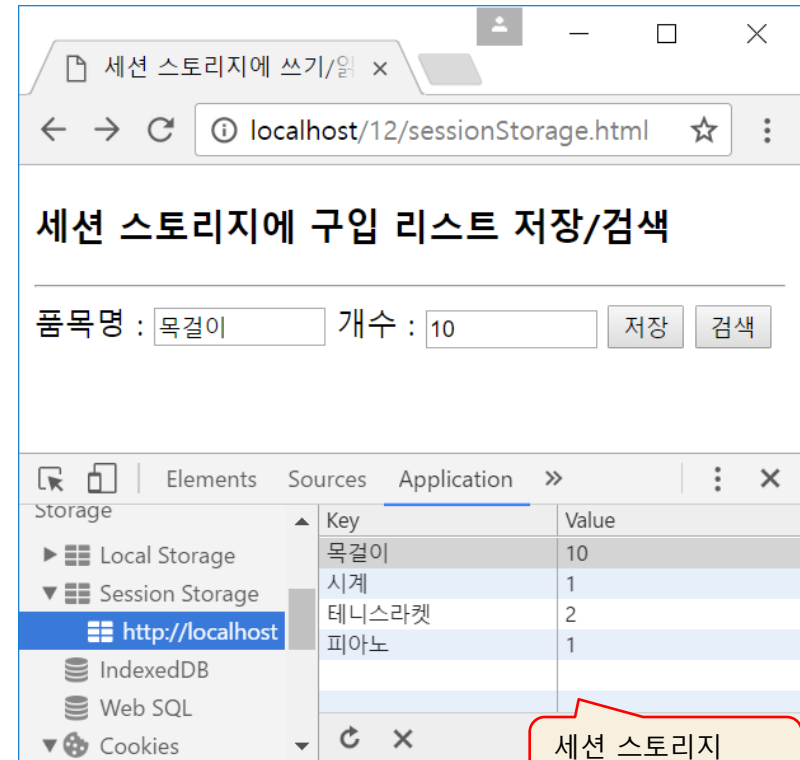 세션 스토리지에 쓰기/읽
localhost/12/sessionStorage.html
세션 스토리지에 구입 리스트 저장/검색
품목명 : 목걸이 개수 : 10 저장 검색
Elements Sources Application »
Storage
Key Value
Local Storage
목걸이 10
Session Storage
시계 1
http://localhost
테니스라켓 2
피아노 1
IndexedDB
Web SQL
Cookies
세션 스토리지